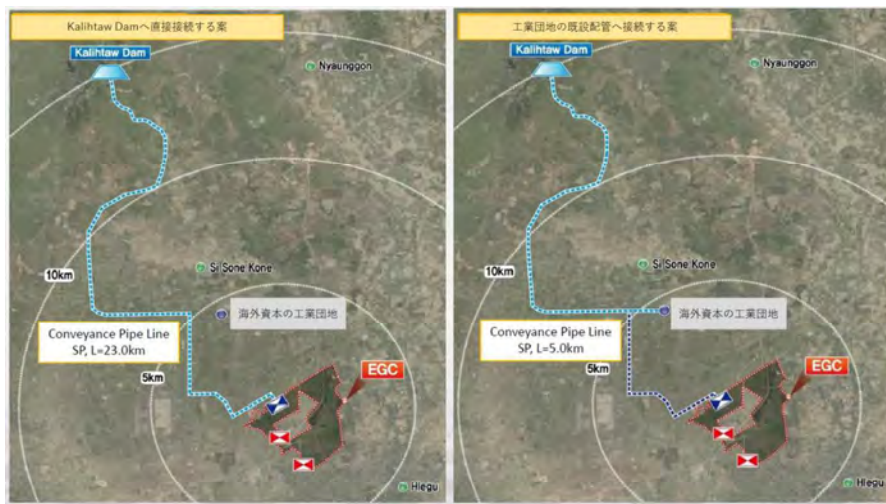 Kalihtaw Damへ直接接続する案
Kalihtaw Dam
Nyaunggon
10km
Si Sone Kone
海外資本の工業団地
Conveyance Pipe Line
SP, L=23.0km
5km
EGC
Hlegu
工業団地の既設配管へ接続する案
Kalihtaw Dam
Nyaunggon
10km
Si Sone Kone
海外資本の工業団地
Conveyance Pipe Line
SP, L=5.0km
5km
EGC
Hlegu